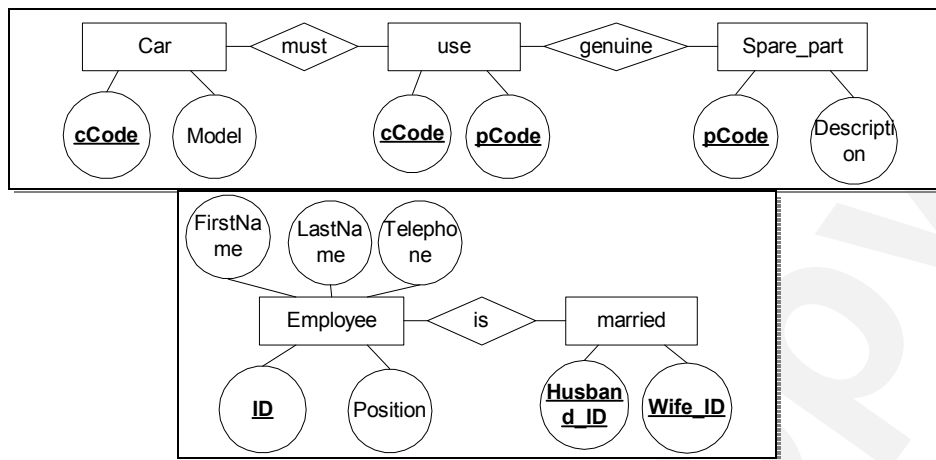 Car must use genuine Spare_part
cCode Model cCode pCode pCode Descripti
on
FirstNa
me
LastNa
me
Telepho
ne
Employee is married
ID Position Husban
d_ID
Wife_ID